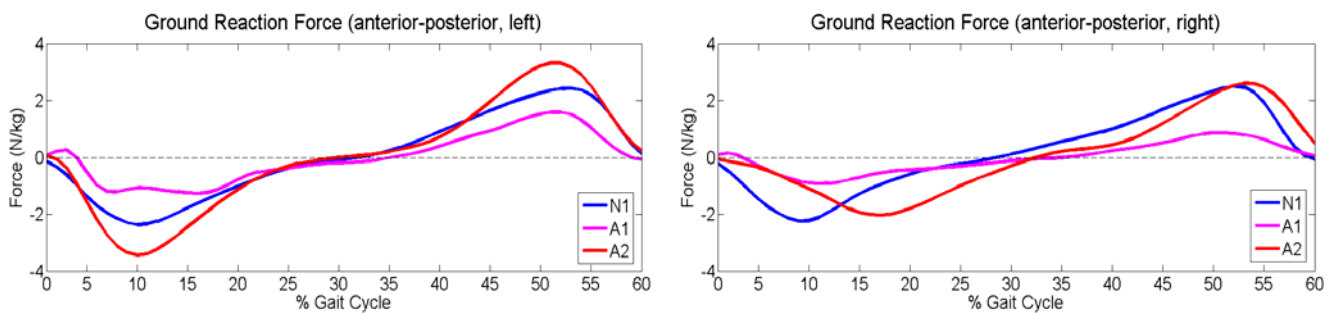 Ground Reaction Force (anterior-posterior, left)
4
2
0
-2
-4
Force (N/kg)
0 5 10 15 20 25 30 35 40 45 50 55 60
% Gait Cycle
N1
A1
A2
Ground Reaction Force (anterior-posterior, right)
4
2
0
-2
-4
Force (N/kg)
0 5 10 15 20 25 30 35 40 45 50 55 60
% Gait Cycle
N1
A1
A2